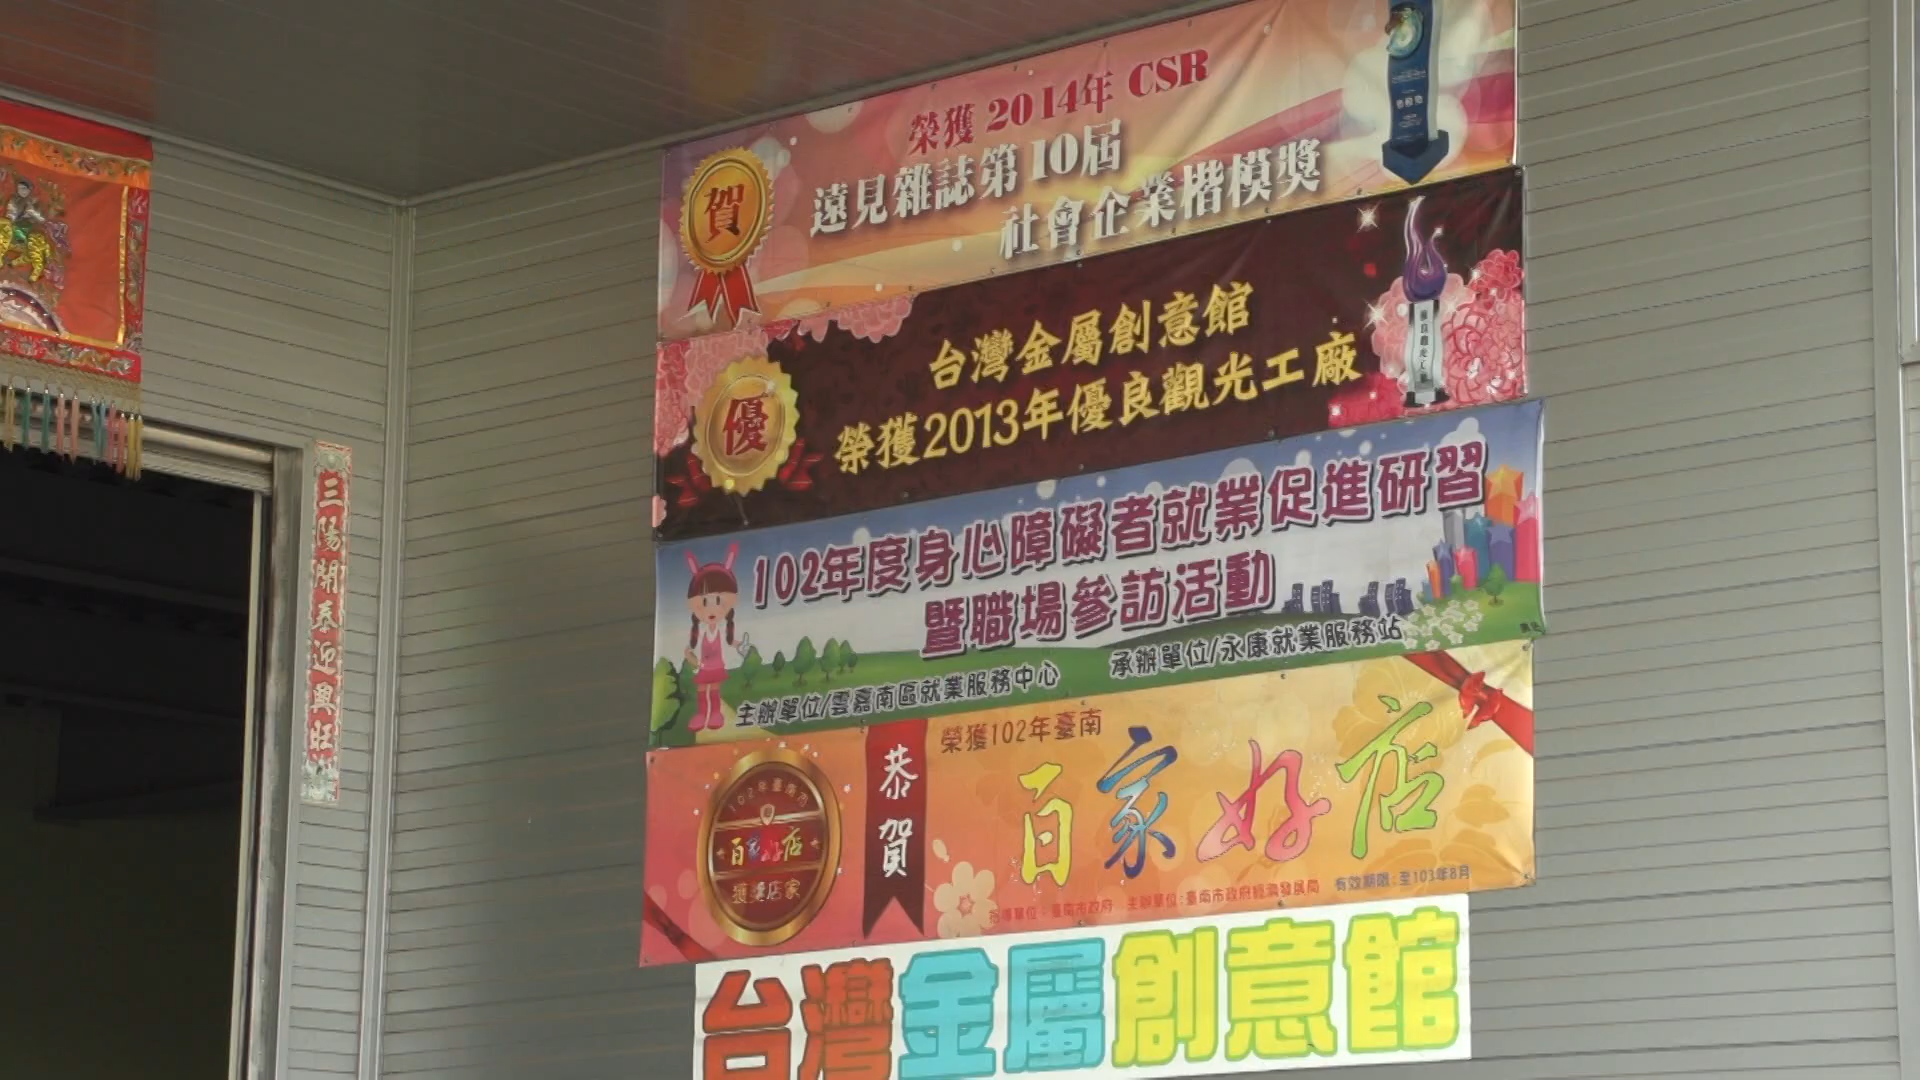 榮獲 2014年 CSR
遠見雜誌第10屆
社會企業楷模獎
賀
台灣金屬創意館
榮獲2013年優良觀光工廠
優
102年度身心障礙者就業促進研習
暨職場參訪活動
主辦單位/雲嘉南區就業服務中心
承辦單位/永康就業服務站
榮獲102年臺南
百家好店
恭賀
102年臺南市
百家好店
獲獎店家
指導單位:臺南市政府 主辦單位:臺南市政府經濟發展局
有效期限:至103年8月
台灣金屬創意館
三陽開泰迎興旺